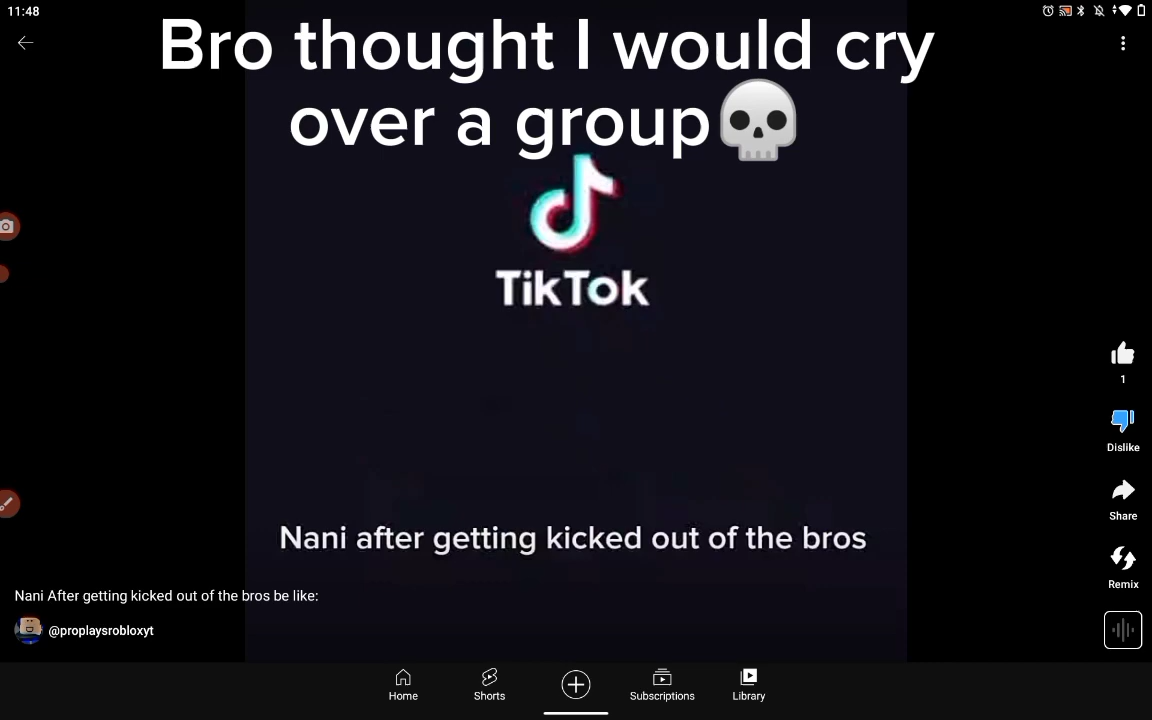 11:48
Bro thought I would cry
over a group💀
TikTok
1
Dislike
Share
Nani after getting kicked out of the bros
Remix
Nani After getting kicked out of the bros be like:
@proplaysrobloxyt
Home
Shorts
Subscriptions
Library